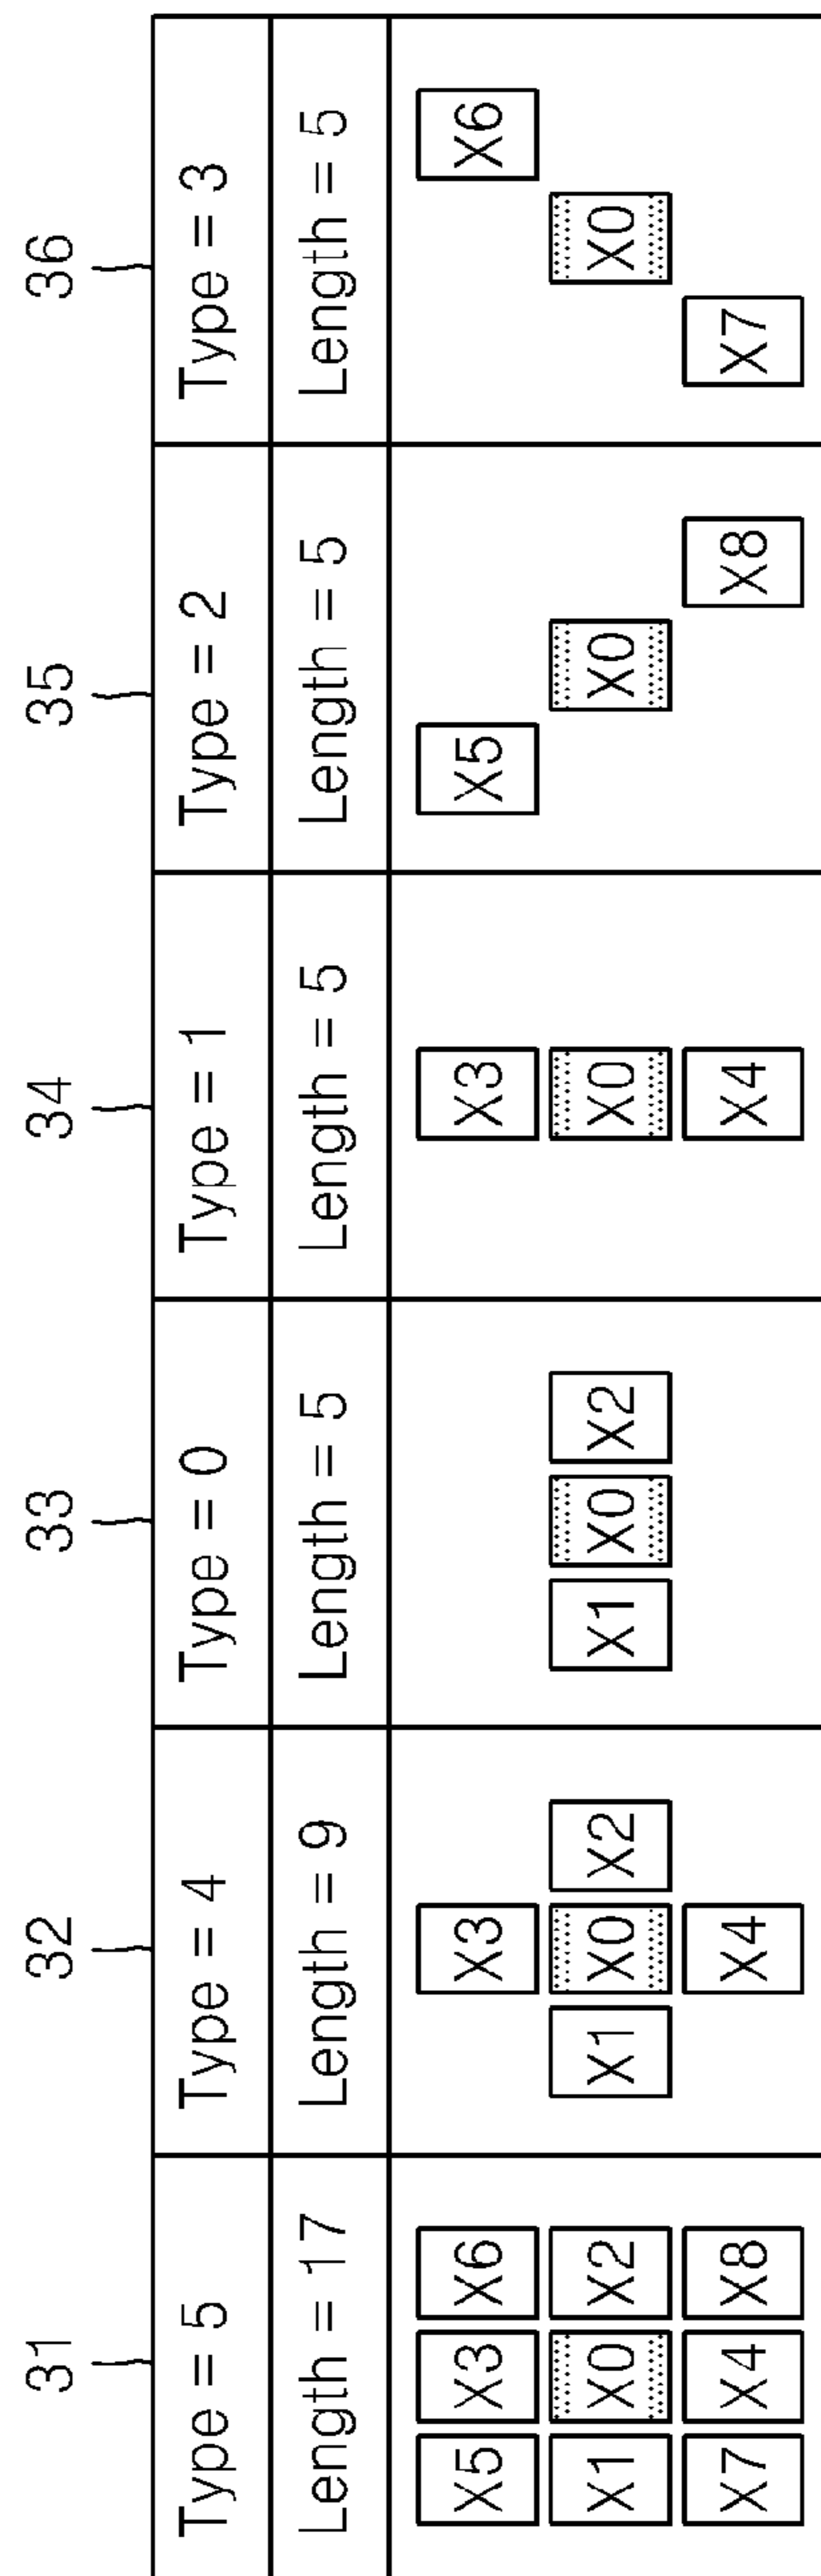 31 32 33 34 35 36
Type = 5 Type = 4 Type = 0 Type = 1 Type = 2 Type = 3
Length = 17 Length = 9 Length = 5 Length = 5 Length = 5 Length = 5
X5 X3 X6 X3 X3 X5 X6
X1 X0 X2 X1 X0 X2 X1 X0 X2 X0 X0 X0
X7 X4 X8 X4 X4 X8 X7